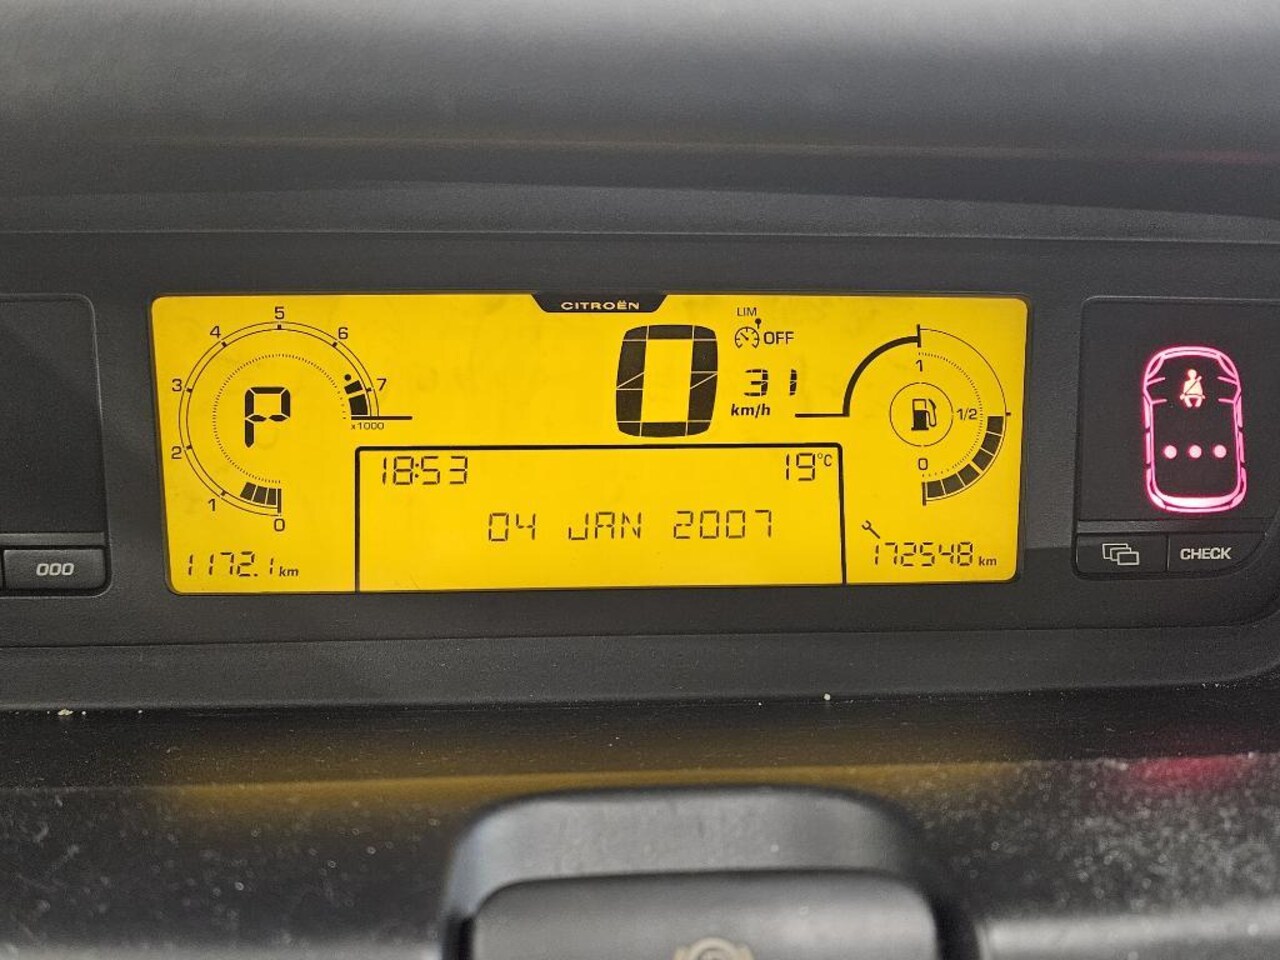 CITROËN
LIM
OFF
0 31
km/h
5
4
6
3
7
x1000
2
1
0
P
1
1/2
0
18:53
19°C
04 JAN 2007
1172.1 km
172548 km
000
CHECK